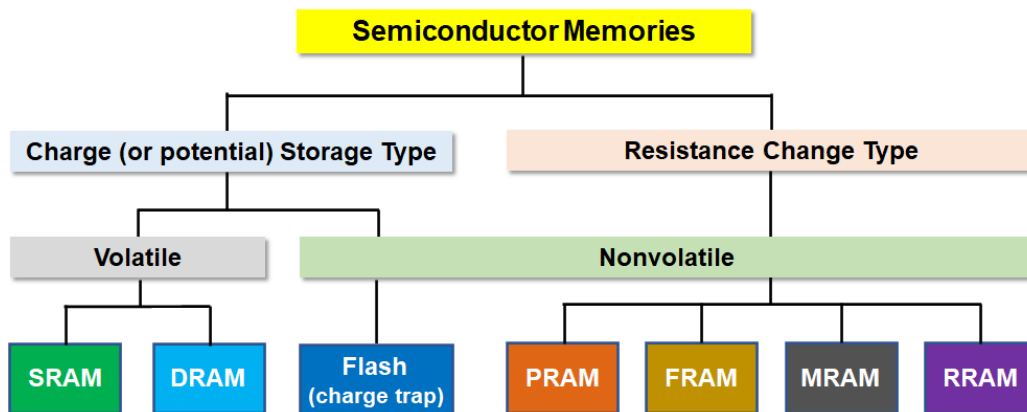 Semiconductor Memories
Charge (or potential) Storage Type
Resistance Change Type
Volatile
Nonvolatile
SRAM
DRAM
Flash
(charge trap)
PRAM
FRAM
MRAM
RRAM